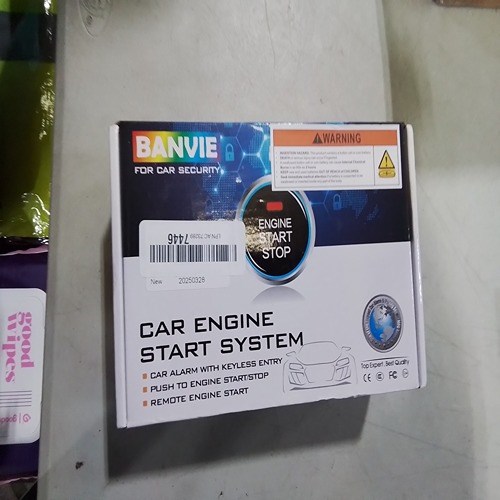 BANVIE
FOR CAR SECURITY
WARNING
ENGINE
START
STOP
7446
New 20250326
CAR ENGINE
START SYSTEM
CAR ALARM WITH KEYLESS ENTRY
PUSH TO ENGINE START/STOP
REMOTE ENGINE START
Top Expert, Best Quality
CE
FC
good
wipes